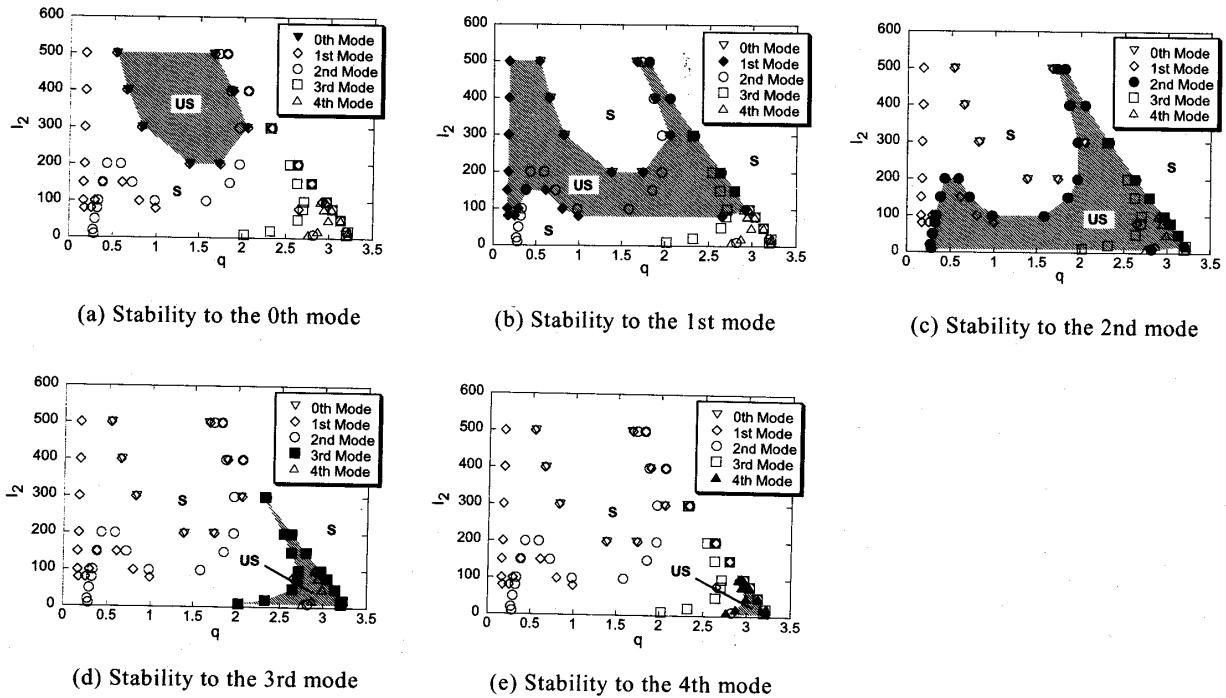 600
500
400
300
200
100
0
I2
0 0.5 1 1.5 2 2.5 3 3.5
q
US
S
0th Mode
1st Mode
2nd Mode
3rd Mode
4th Mode
(a) Stability to the 0th mode
600
500
400
300
200
100
0
I2
0 0.5 1 1.5 2 2.5 3 3.5
q
S
S
US
S
0th Mode
1st Mode
2nd Mode
3rd Mode
4th Mode
(b) Stability to the 1st mode
600
500
400
300
200
100
0
I2
0 0.5 1 1.5 2 2.5 3 3.5
q
S
S
US
0th Mode
1st Mode
2nd Mode
3rd Mode
4th Mode
(c) Stability to the 2nd mode
600
500
400
300
200
100
0
I2
0 0.5 1 1.5 2 2.5 3 3.5
q
S
S
US
0th Mode
1st Mode
2nd Mode
3rd Mode
4th Mode
(d) Stability to the 3rd mode
600
500
400
300
200
100
0
I2
0 0.5 1 1.5 2 2.5 3 3.5
q
S
US
0th Mode
1st Mode
2nd Mode
3rd Mode
4th Mode
(e) Stability to the 4th mode